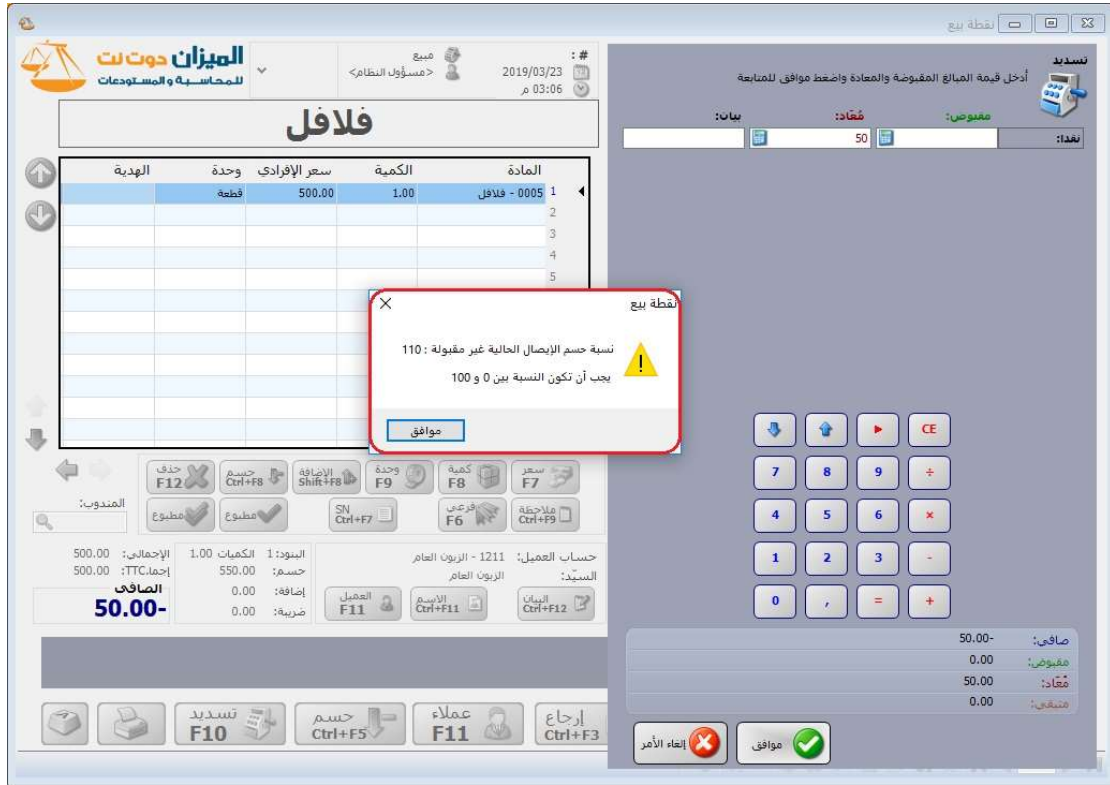 نقطة بيع
الميزان دوت نت
للمحاسبة والمستودعات
مبيع
<مسؤول النظام>
# :
2019/03/23
03:06 م
فلافل
المادة الكمية سعر الإفرادي وحدة الهدية
1 0005 - فلافل 1.00 500.00 قطعة
2
3
4
5
تسديد
أدخل قيمة المبالغ المقبوضة والمعادة واضغط موافق للمتابعة
مقبوض: مُعَاد: بيان:
نقدا: 50
نقطة بيع
نسبة حسم الإيصال الحالية غير مقبولة : 110
يجب أن تكون النسبة بين 0 و 100
موافق
CE
7 8 9 ÷
4 5 6 ×
1 2 3 -
0 , = +
سعر F7
كمية F8
وحدة F9
الإضافة Shift+F8
حسم Ctrl+F8
حذف F12
ملاحظة Ctrl+F9
فرعي F6
SN Ctrl+F7
مطبوع
مطبوع
المندوب:
حساب العميل: 1211 - الزبون العام
السيّد: الزبون العام
البيان Ctrl+F12
الاسم Ctrl+F11
العميل F11
البنود: 1 الكميات 1.00
حسم: 550.00
إضافة: 0.00
ضريبة: 0.00
الإجمالي: 500.00
إجما.TTC: 500.00
الصافي
50.00-
إرجاع Ctrl+F3
عملاء F11
حسم Ctrl+F5
تسديد F10
صافي: 50.00-
مقبوض: 0.00
مُعَاد: 50.00
متبقي: 0.00
موافق
إلغاء الأمر